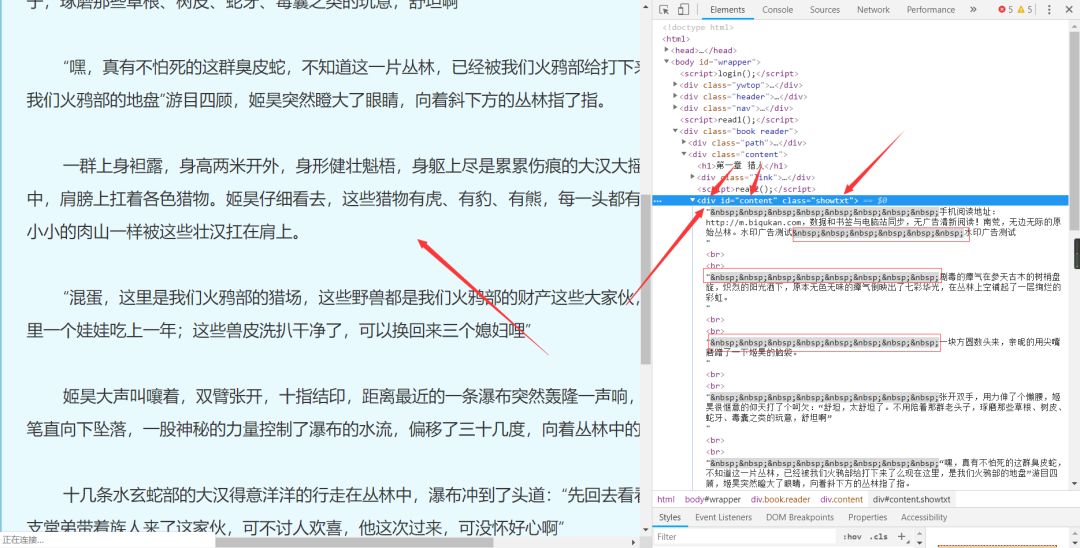 子，琢磨那些草根、树皮、蛇牙、毒囊之类的玩意，舒坦啊
“嘿，真有不怕死的这群臭皮蛇，不知道这一片丛林，已经被我们火鸦部给打下来
我们火鸦部的地盘”游目四顾，姬昊突然瞪大了眼睛，向着斜下方的丛林指了指。
一群上身袒露，身高两米开外，身形健壮魁梧，身躯上尽是累累伤痕的大汉大摇
中，肩膀上扛着各色猎物。姬昊仔细看去，这些猎物有虎、有豹、有熊，每一头都有
小小的肉山一样被这些壮汉扛在肩上。
“混蛋，这里是我们火鸦部的猎场，这些野兽都是我们火鸦部的财产这些大家伙，
里一个娃娃吃上一年；这些兽皮洗扒干净了，可以换回来三个媳妇哩”
姬昊大声叫嚷着，双臂张开，十指结印，距离最近的一条瀑布突然轰隆一声响，
笔直向下坠落，一股神秘的力量控制了瀑布的水流，偏移了三十几度，向着丛林中的
十几条水玄蛇部的大汉得意洋洋的行走在丛林中，瀑布冲到了头道：“先回去看看
支堂弟带着族人来了这家伙，可不讨人欢喜，他这次过来，可没怀好心啊”
正在连接...
Elements Console Sources Network Performance » 5 5
<!doctype html>
<html>
<head>…</head>
<body id="wrapper">
<script>login();</script>
<div class="ywtop">…</div>
<div class="header">…</div>
<div class="nav">…</div>
<script>read1();</script>
<div class="book reader">
<div class="path">…</div>
<div class="content">
<h1>第一章 猎人</h1>
<div class="link">…</div>
<script>read2();</script>
… <div id="content" class="showtxt"> == $0
"&nbsp;&nbsp;&nbsp;&nbsp;&nbsp;&nbsp;&nbsp;&nbsp;手机阅读地址：
http://m.biqukan.com，数据和书签与电脑站同步，无广告清新阅读！南荒，无边无际的原
始丛林。水印广告测试&nbsp;&nbsp;&nbsp;&nbsp;&nbsp;&nbsp;水印广告测试
"
<br>
<br>
"&nbsp;&nbsp;&nbsp;&nbsp;&nbsp;&nbsp;&nbsp;&nbsp;剧毒的瘴气在参天古木的树梢盘
旋，炽烈的阳光洒下，原本无色无味的瘴气倒映出了七彩华光，在丛林上空铺起了一层绚烂的
彩虹。
"
<br>
<br>
"&nbsp;&nbsp;&nbsp;&nbsp;&nbsp;&nbsp;&nbsp;&nbsp;一块方圆数头来，亲昵的用尖嘴
磨蹭了一下姬昊的脑袋。
"
<br>
<br>
"&nbsp;&nbsp;&nbsp;&nbsp;&nbsp;&nbsp;&nbsp;&nbsp;张开双手，用力伸了个懒腰，姬
昊很惬意的仰天打了个呵欠：“舒坦，太舒坦了。不用陪着那群老头子，琢磨那些草根、树皮、
蛇牙、毒囊之类的玩意，舒坦啊”
"
<br>
<br>
"&nbsp;&nbsp;&nbsp;&nbsp;&nbsp;&nbsp;&nbsp;&nbsp;“嘿，真有不怕死的这群臭皮蛇，
不知道这一片丛林，已经被我们火鸦部给打下来了么现在这里，是我们火鸦部的地盘”游目四
顾，姬昊突然瞪大了眼睛，向着斜下方的丛林指了指。
html body#wrapper div.book.reader div.content div#content.showtxt
Styles Event Listeners DOM Breakpoints Properties Accessibility
Filter :hov .cls +